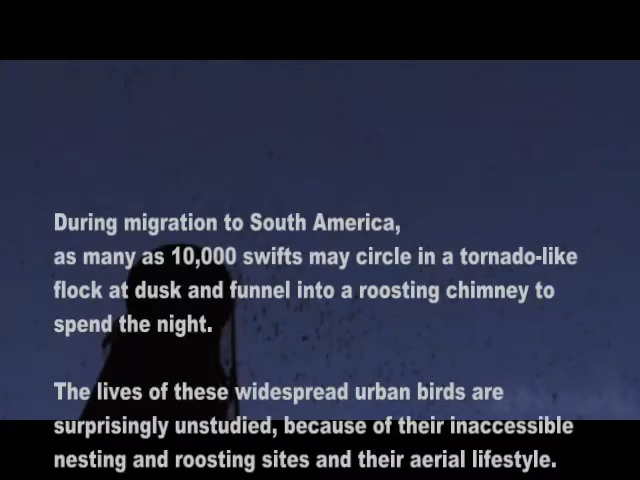 During migration to South America,
as many as 10,000 swifts may circle in a tornado-like
flock at dusk and funnel into a roosting chimney to
spend the night.
The lives of these widespread urban birds are
surprisingly unstudied, because of their inaccessible
nesting and roosting sites and their aerial lifestyle.